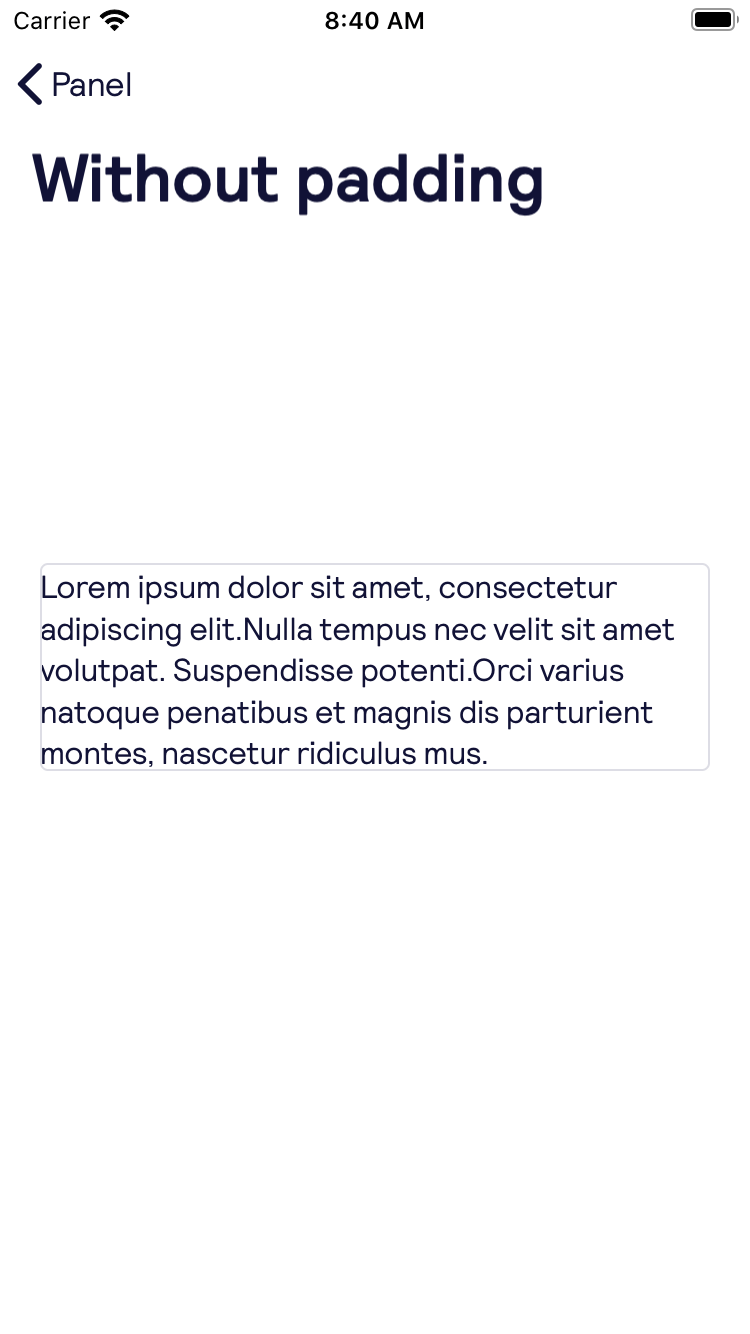 Carrier 8:40 AM
Panel
Without padding
Lorem ipsum dolor sit amet, consectetur
adipiscing elit.Nulla tempus nec velit sit amet
volutpat. Suspendisse potenti.Orci varius
natoque penatibus et magnis dis parturient
montes, nascetur ridiculus mus.